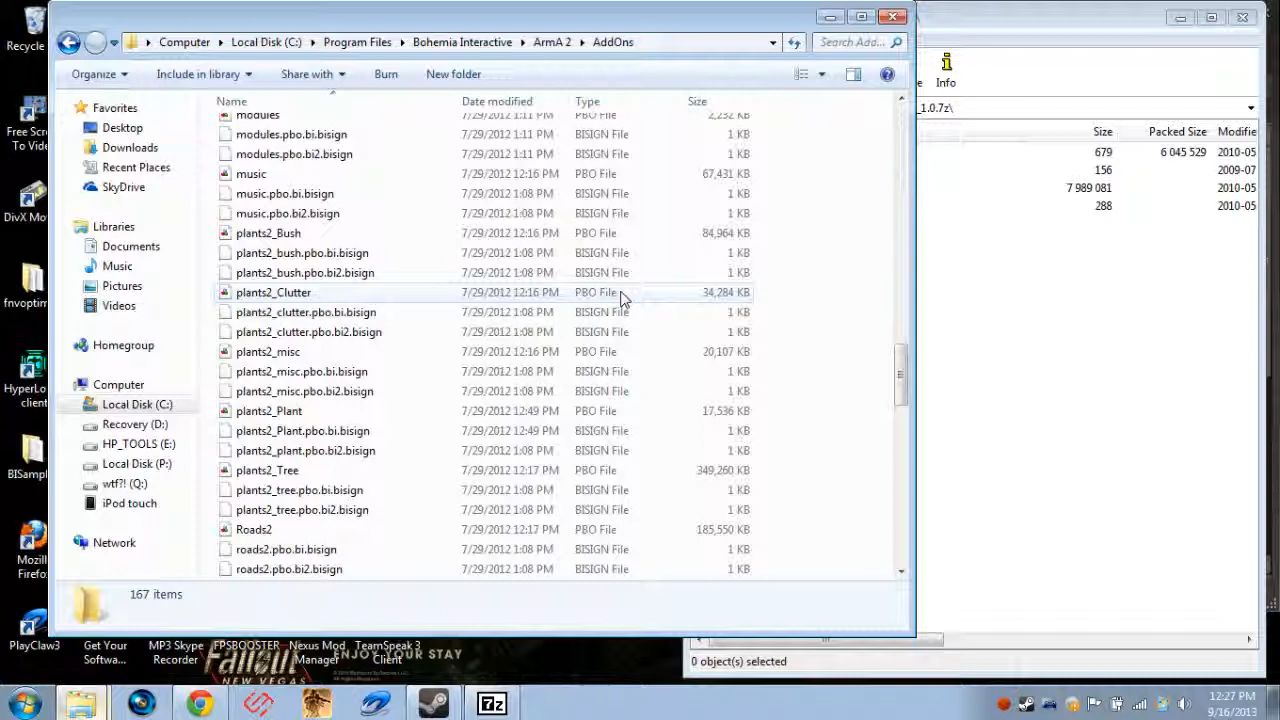 Computer ▸ Local Disk (C:) ▸ Program Files ▸ Bohemia Interactive ▸ ArmA 2 ▸ AddOns
Search Add...
Organize Include in library Share with Burn New folder
Info
_1.0.7z\
Favorites
Desktop
Downloads
Recent Places
SkyDrive
Libraries
Documents
Music
Pictures
Videos
Homegroup
Computer
Local Disk (C:)
Recovery (D:)
HP_TOOLS (E:)
Local Disk (P:)
wtf?! (Q:)
iPod touch
Network
Name Date modified Type Size
modules 7/29/2012 1:11 PM PBO File 2,232 KB
modules.pbo.bi.bisign 7/29/2012 1:11 PM BISIGN File 1 KB
modules.pbo.bi2.bisign 7/29/2012 1:11 PM BISIGN File 1 KB
music 7/29/2012 12:16 PM PBO File 67,431 KB
music.pbo.bi.bisign 7/29/2012 1:08 PM BISIGN File 1 KB
music.pbo.bi2.bisign 7/29/2012 1:08 PM BISIGN File 1 KB
plants2_Bush 7/29/2012 12:16 PM PBO File 84,964 KB
plants2_bush.pbo.bi.bisign 7/29/2012 1:08 PM BISIGN File 1 KB
plants2_bush.pbo.bi2.bisign 7/29/2012 1:08 PM BISIGN File 1 KB
plants2_Clutter 7/29/2012 12:16 PM PBO File 34,284 KB
plants2_clutter.pbo.bi.bisign 7/29/2012 1:08 PM BISIGN File 1 KB
plants2_clutter.pbo.bi2.bisign 7/29/2012 1:08 PM BISIGN File 1 KB
plants2_misc 7/29/2012 12:16 PM PBO File 20,107 KB
plants2_misc.pbo.bi.bisign 7/29/2012 1:08 PM BISIGN File 1 KB
plants2_misc.pbo.bi2.bisign 7/29/2012 1:08 PM BISIGN File 1 KB
plants2_Plant 7/29/2012 12:49 PM PBO File 17,536 KB
plants2_Plant.pbo.bi.bisign 7/29/2012 12:49 PM BISIGN File 1 KB
plants2_plant.pbo.bi2.bisign 7/29/2012 1:08 PM BISIGN File 1 KB
plants2_Tree 7/29/2012 12:17 PM PBO File 349,260 KB
plants2_tree.pbo.bi.bisign 7/29/2012 1:08 PM BISIGN File 1 KB
plants2_tree.pbo.bi2.bisign 7/29/2012 1:08 PM BISIGN File 1 KB
Roads2 7/29/2012 12:17 PM PBO File 185,550 KB
roads2.pbo.bi.bisign 7/29/2012 1:08 PM BISIGN File 1 KB
roads2.pbo.bi2.bisign 7/29/2012 1:08 PM BISIGN File 1 KB
167 items
Size Packed Size Modifie
679 6 045 529 2010-05
156 2009-07
7 989 081 2010-05
288 2010-05
0 object(s) selected
Recycle
Free Scr
To Video
DivX Mo
fnvoptim
HyperLo
client
BISamp
Mozill
Firefo
PlayClaw3
Get Your
Softwa...
MP3 Skype
Recorder
FPSBOOSTER
Nexus Mod
Manager
TeamSpeak 3
Client
Fallout
NEW VEGAS
ENJOY YOUR STAY
7z
12:27 PM
9/16/2013